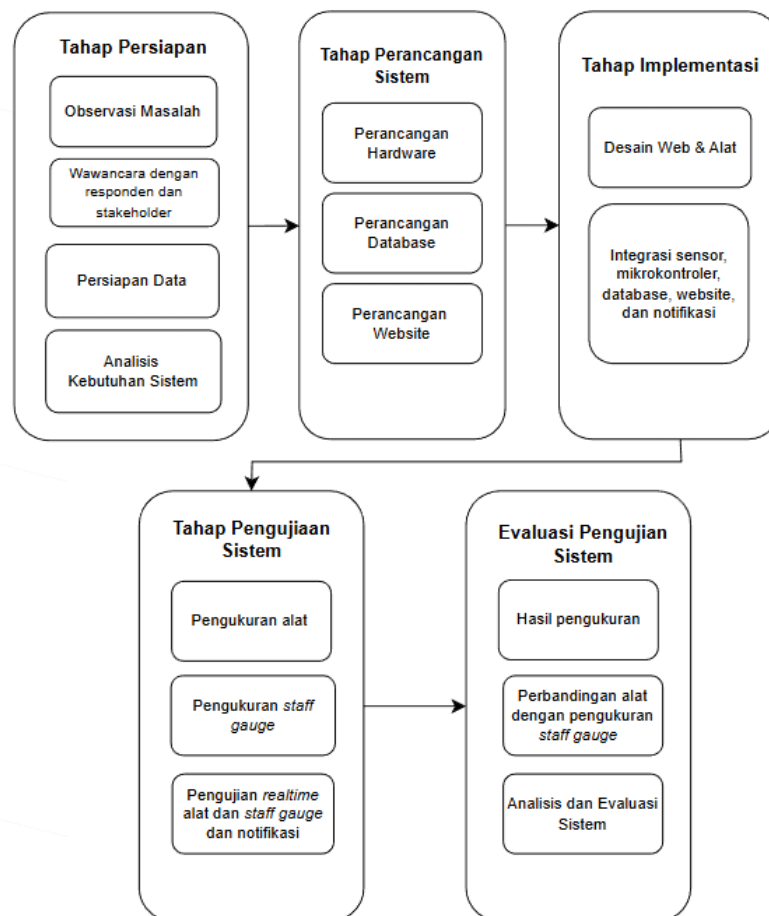 Tahap Persiapan
Observasi Masalah
Wawancara dengan
responden dan
stakeholder
Persiapan Data
Analisis
Kebutuhan Sistem
Tahap Perancangan
Sistem
Perancangan
Hardware
Perancangan
Database
Perancangan
Website
Tahap Implementasi
Desain Web & Alat
Integrasi sensor,
mikrokontroler,
database, website,
dan notifikasi
Tahap Pengujiaan
Sistem
Pengukuran alat
Pengukuran staff
gauge
Pengujian realtime
alat dan staff gauge
dan notifikasi
Evaluasi Pengujian
Sistem
Hasil pengukuran
Perbandingan alat
dengan pengukuran
staff gauge
Analisis dan Evaluasi
Sistem